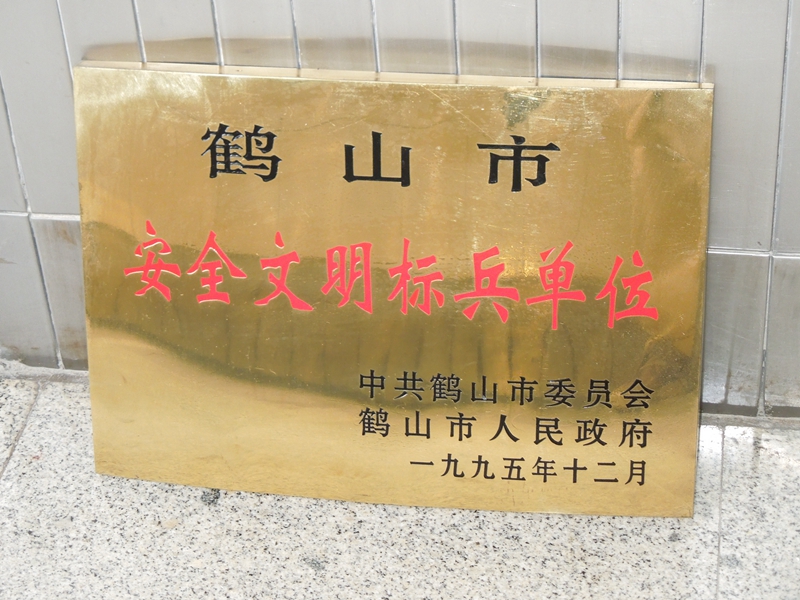 鹤山市
安全文明标兵单位
中共鹤山市委员会
鹤山市人民政府
一九九五年十二月